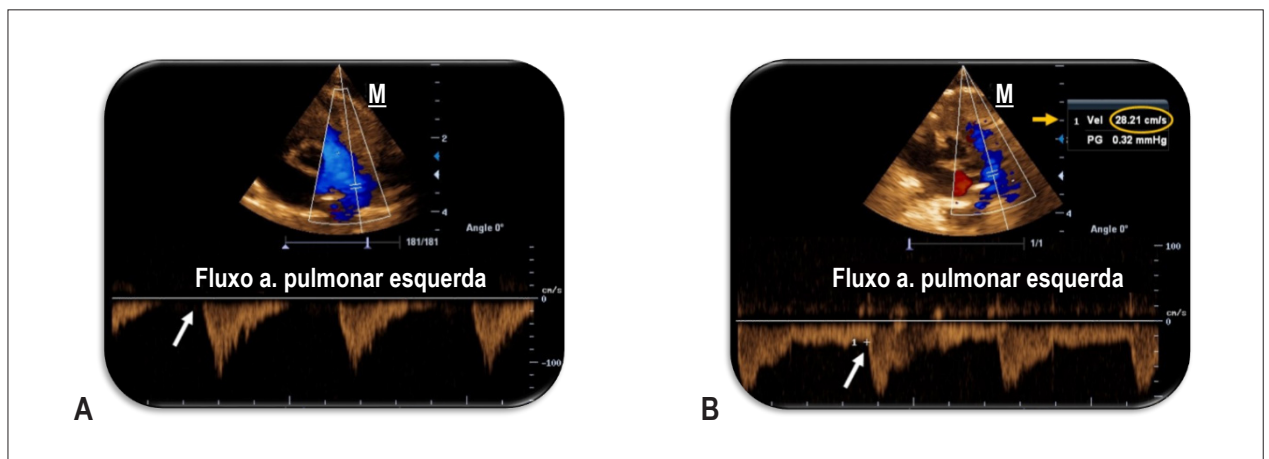 M
2
4
Angle 0°
181/181
Fluxo a. pulmonar esquerda
cm/s
0
-100
A
M
1 Vel 28.21 cm/s
PG 0.32 mmHg
4
Angle 0°
1/1
100
Fluxo a. pulmonar esquerda
cm/s
0
1
B